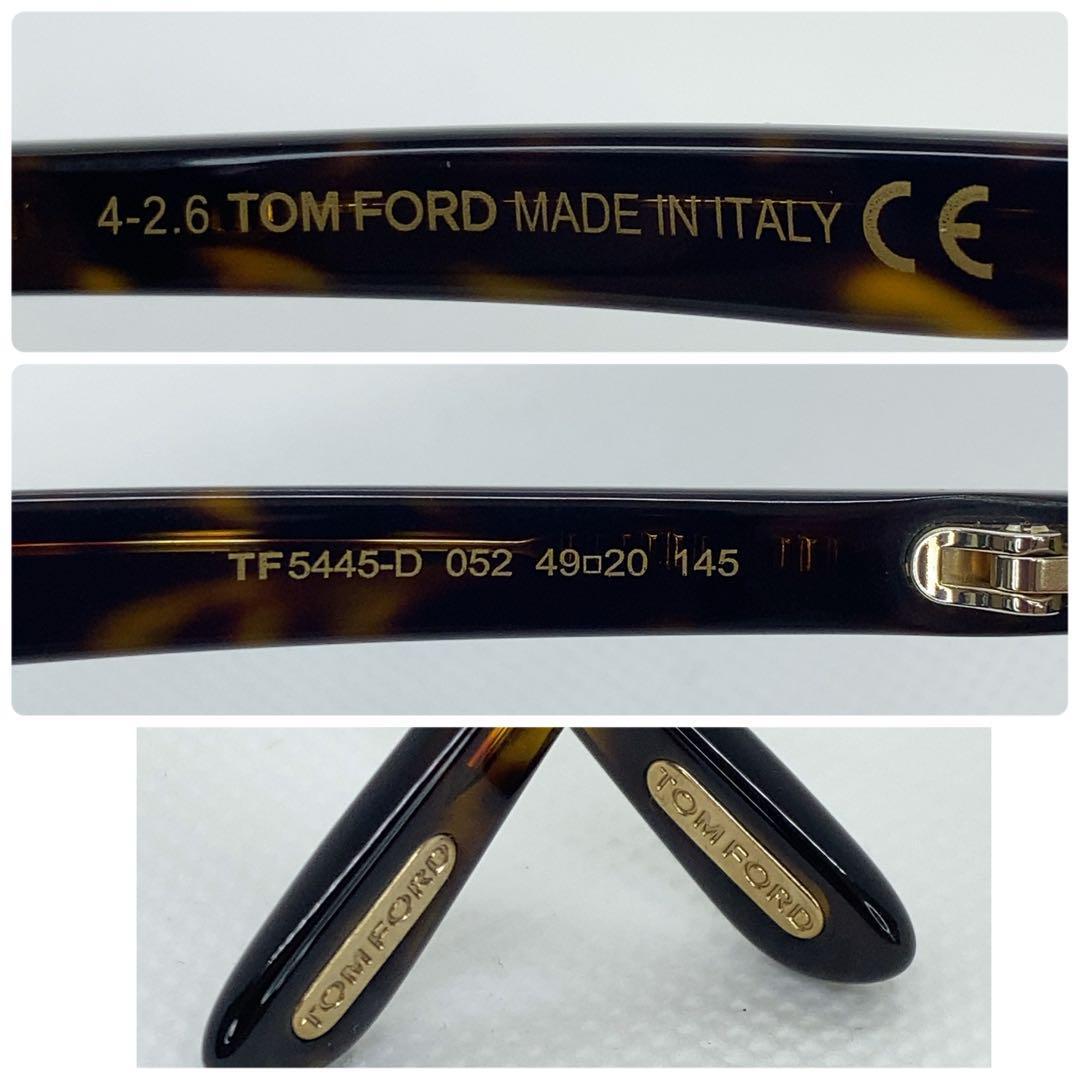 4-2.6 TOM FORD MADE IN ITALY CE
TF5445-D 052 49□20 145
TOM FORD
TOM FORD